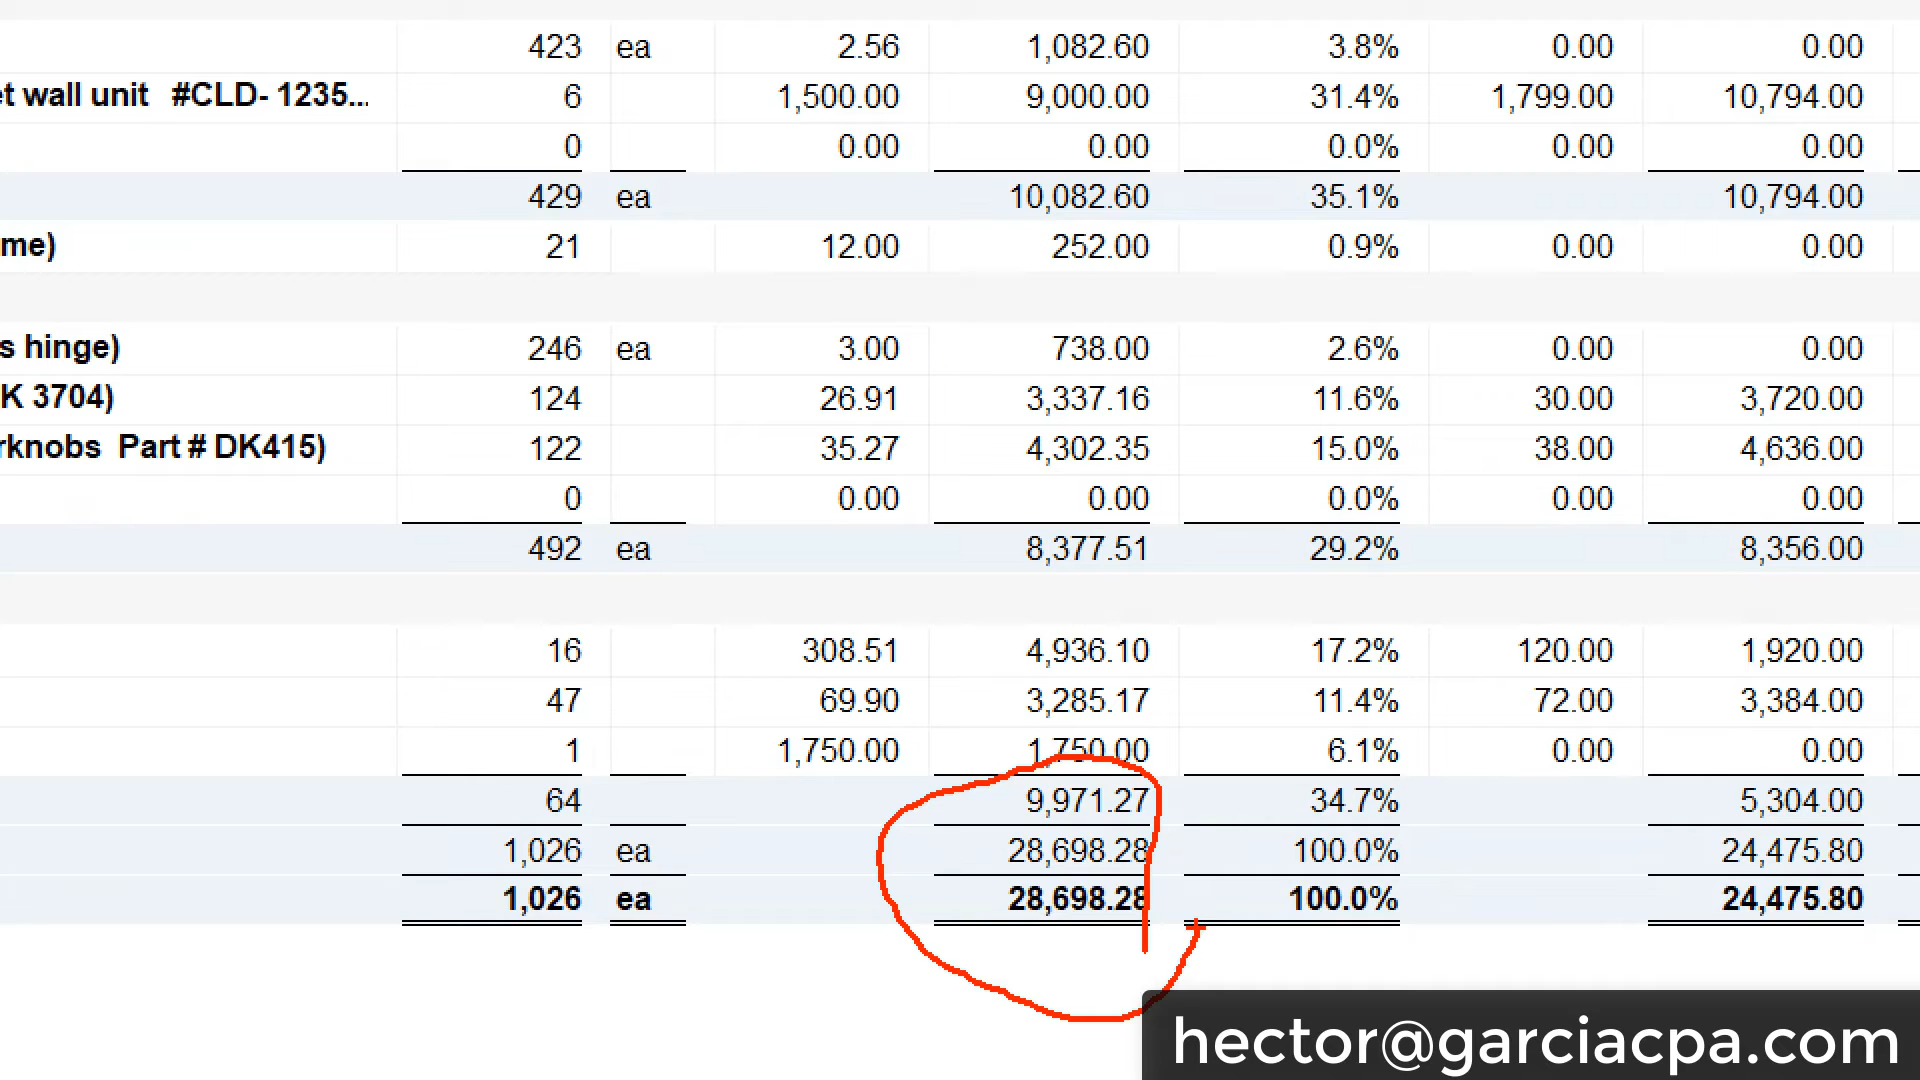 423 ea 2.56 1,082.60 3.8% 0.00 0.00
et wall unit #CLD- 1235... 6 1,500.00 9,000.00 31.4% 1,799.00 10,794.00
0 0.00 0.00 0.0% 0.00 0.00
429 ea 10,082.60 35.1% 10,794.00
me) 21 12.00 252.00 0.9% 0.00 0.00
s hinge) 246 ea 3.00 738.00 2.6% 0.00 0.00
K 3704) 124 26.91 3,337.16 11.6% 30.00 3,720.00
rknobs Part # DK415) 122 35.27 4,302.35 15.0% 38.00 4,636.00
0 0.00 0.00 0.0% 0.00 0.00
492 ea 8,377.51 29.2% 8,356.00
16 308.51 4,936.10 17.2% 120.00 1,920.00
47 69.90 3,285.17 11.4% 72.00 3,384.00
1 1,750.00 1,750.00 6.1% 0.00 0.00
64 9,971.27 34.7% 5,304.00
1,026 ea 28,698.28 100.0% 24,475.80
1,026 ea 28,698.28 100.0% 24,475.80
hector@garciacpa.com